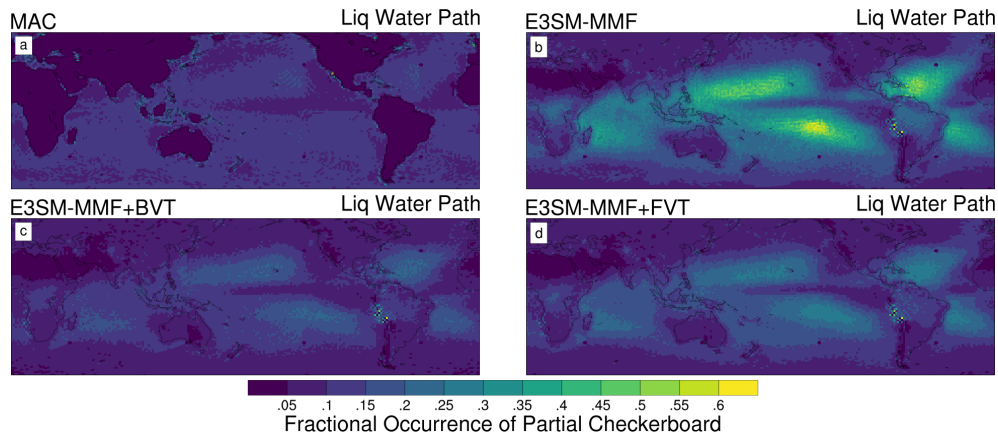 MAC Liq Water Path
a
E3SM-MMF Liq Water Path
b
E3SM-MMF+BVT Liq Water Path
c
E3SM-MMF+FVT Liq Water Path
d
.05 .1 .15 .2 .25 .3 .35 .4 .45 .5 .55 .6
Fractional Occurrence of Partial Checkerboard